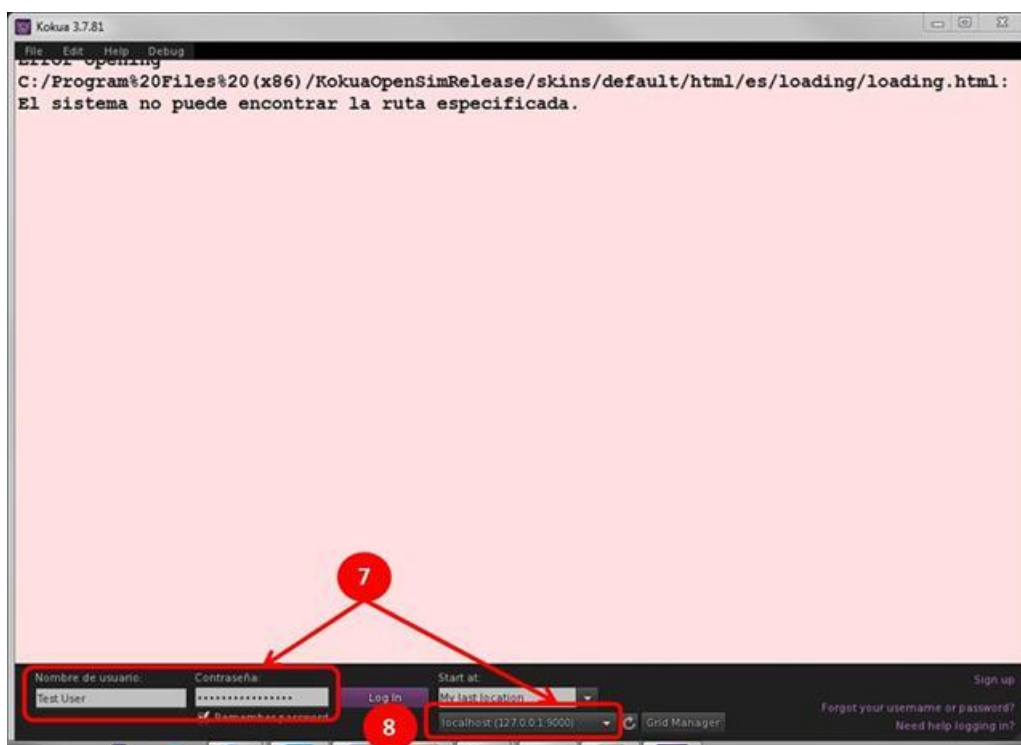 Kokua 3.7.81
File Edit Help Debug
Error opening
C:/Program%20Files%20(x86)/KokuaOpenSimRelease/skins/default/html/es/loading/loading.html:
El sistema no puede encontrar la ruta especificada.
7
Nombre de usuario: Contraseña: Start at: Sign up
Test User •••••••••••••••• Log In My last location
Remember password 8 localhost (127.0.0.1:9000) Grid Manager
Forgot your username or password?
Need help logging in?